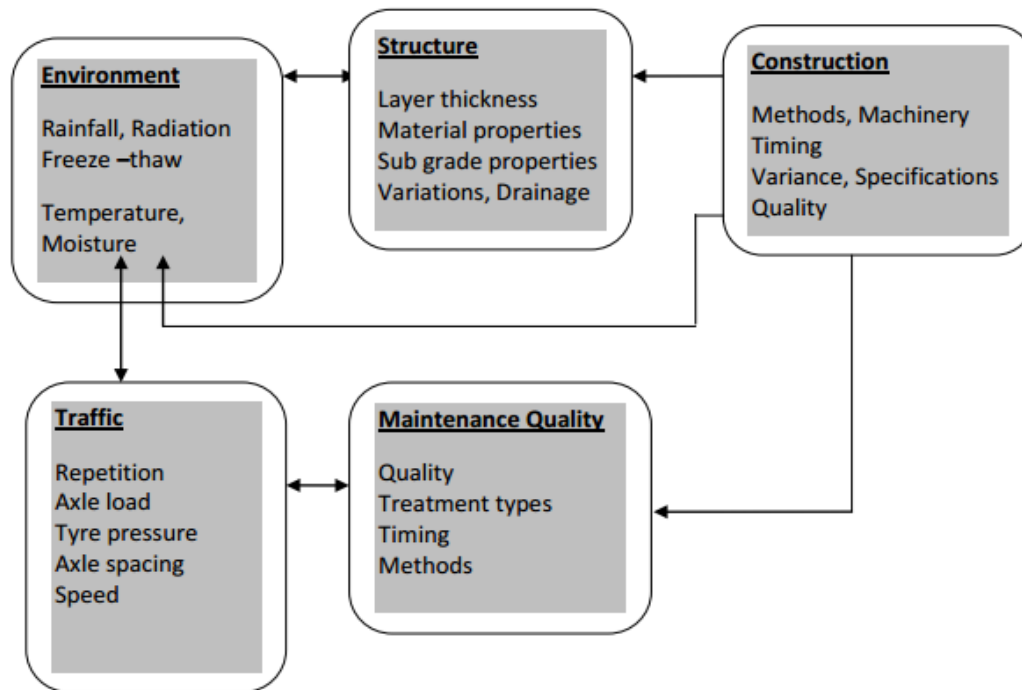 Environment
Rainfall, Radiation
Freeze –thaw
Temperature,
Moisture
Structure
Layer thickness
Material properties
Sub grade properties
Variations, Drainage
Construction
Methods, Machinery
Timing
Variance, Specifications
Quality
Traffic
Repetition
Axle load
Tyre pressure
Axle spacing
Speed
Maintenance Quality
Quality
Treatment types
Timing
Methods